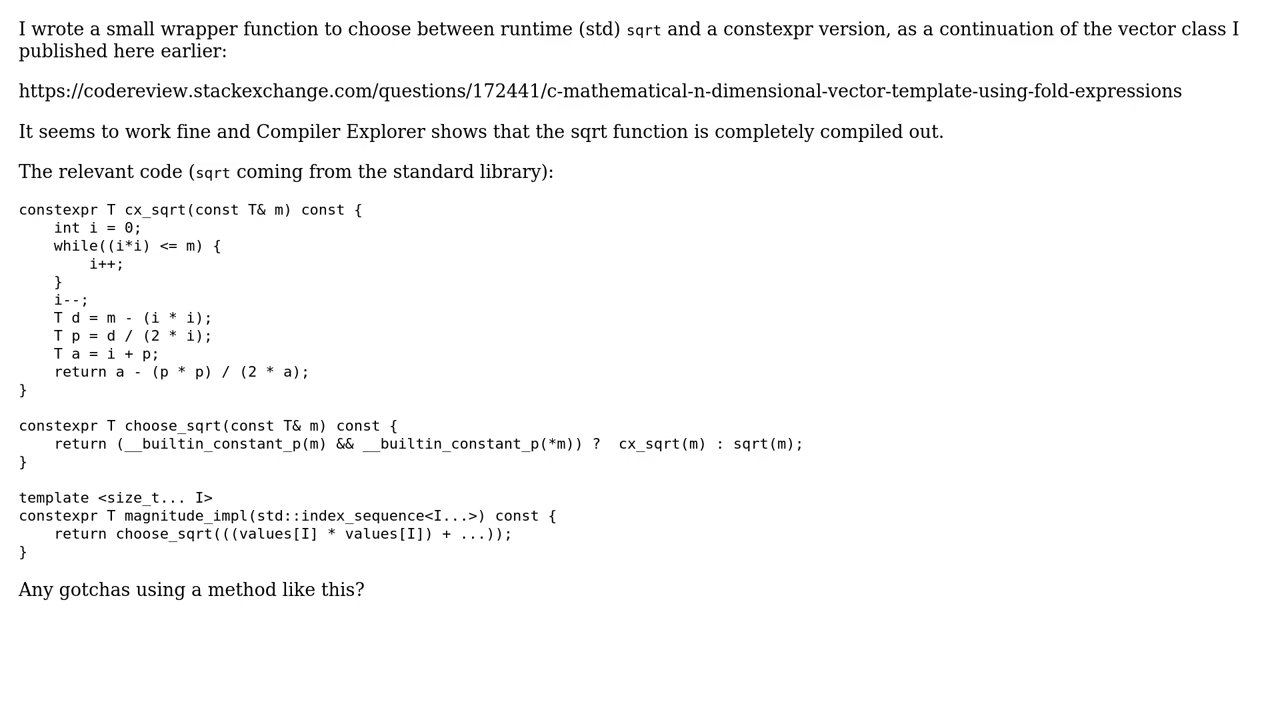 I wrote a small wrapper function to choose between runtime (std) sqrt and a constexpr version, as a continuation of the vector class I
published here earlier:
https://codereview.stackexchange.com/questions/172441/c-mathematical-n-dimensional-vector-template-using-fold-expressions
It seems to work fine and Compiler Explorer shows that the sqrt function is completely compiled out.
The relevant code (sqrt coming from the standard library):
constexpr T cx_sqrt(const T& m) const {
    int i = 0;
    while((i*i) <= m) {
        i++;
    }
    i--;
    T d = m - (i * i);
    T p = d / (2 * i);
    T a = i + p;
    return a - (p * p) / (2 * a);
}
constexpr T choose_sqrt(const T& m) const {
    return (__builtin_constant_p(m) && __builtin_constant_p(*m)) ?  cx_sqrt(m) : sqrt(m);
}
template <size_t... I>
constexpr T magnitude_impl(std::index_sequence<I...>) const {
    return choose_sqrt(((values[I] * values[I]) + ...));
}
Any gotchas using a method like this?